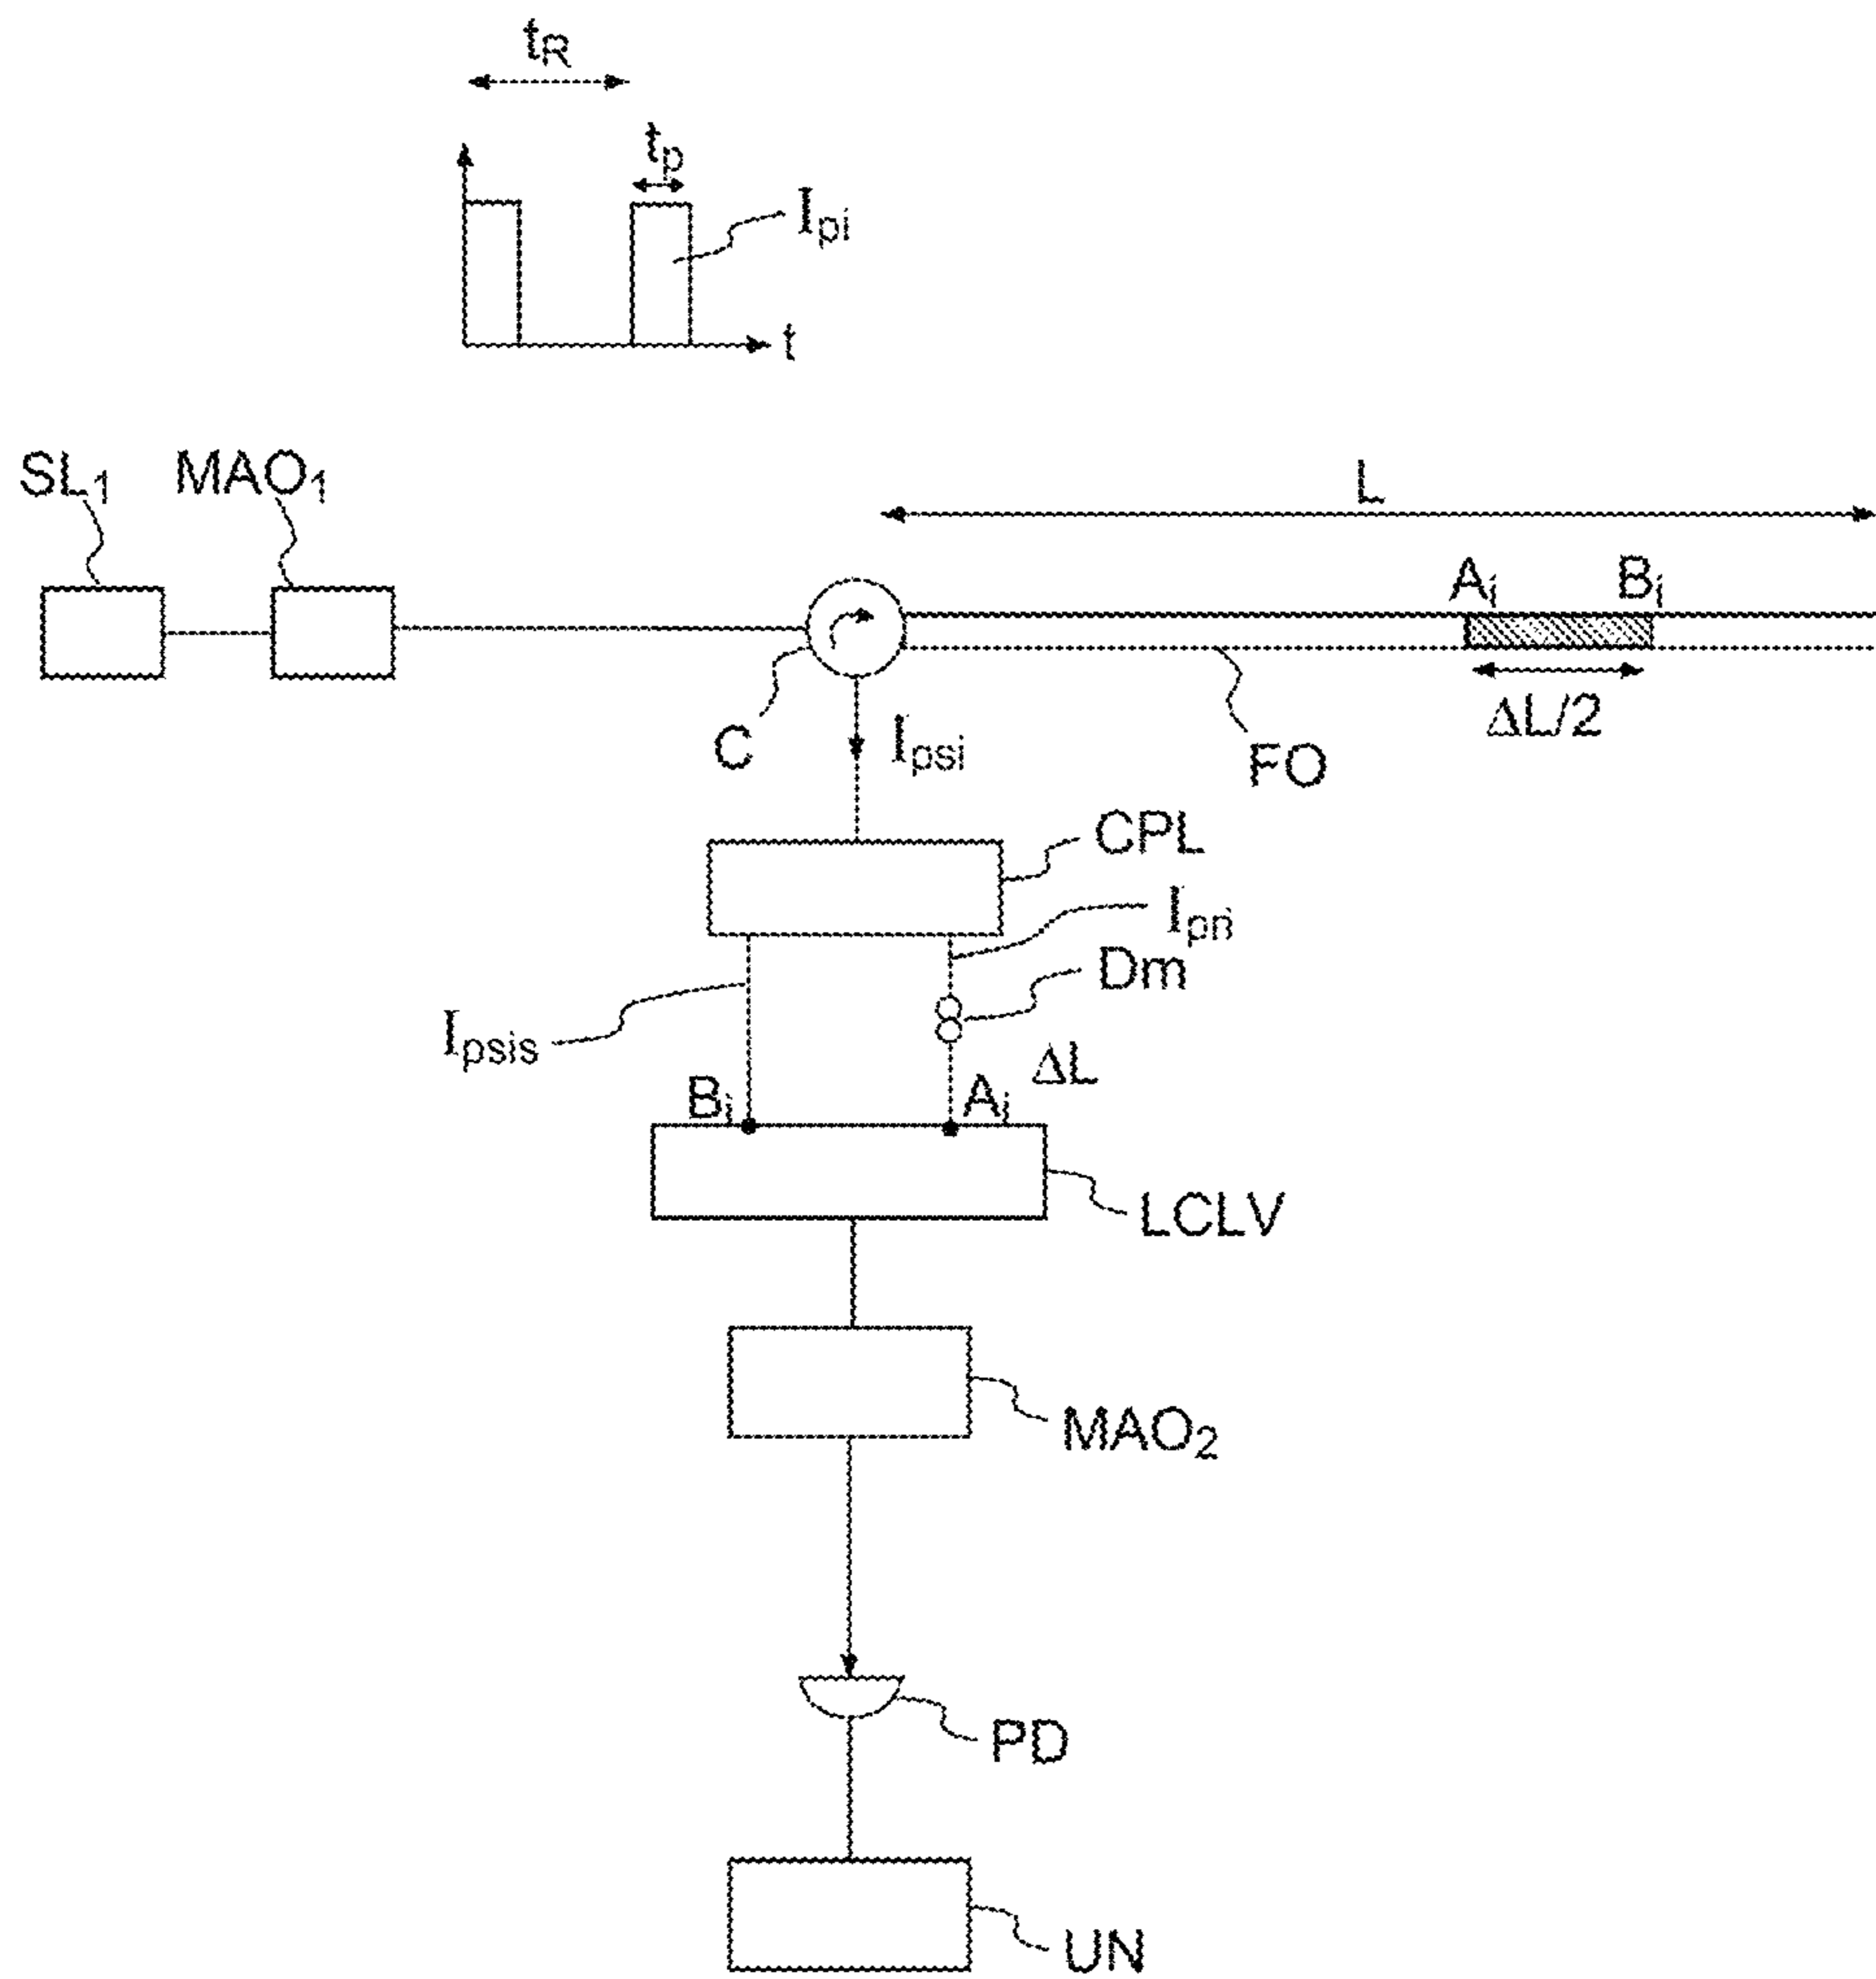 tR
tp
Ipi
t
SL1
MAO1
L
Ai
Bi
ΔL/2
C
Ipsi
FO
CPL
Ipri
Dm
Ipsis
ΔL
Bi
Ai
LCLV
MAO2
PD
UN